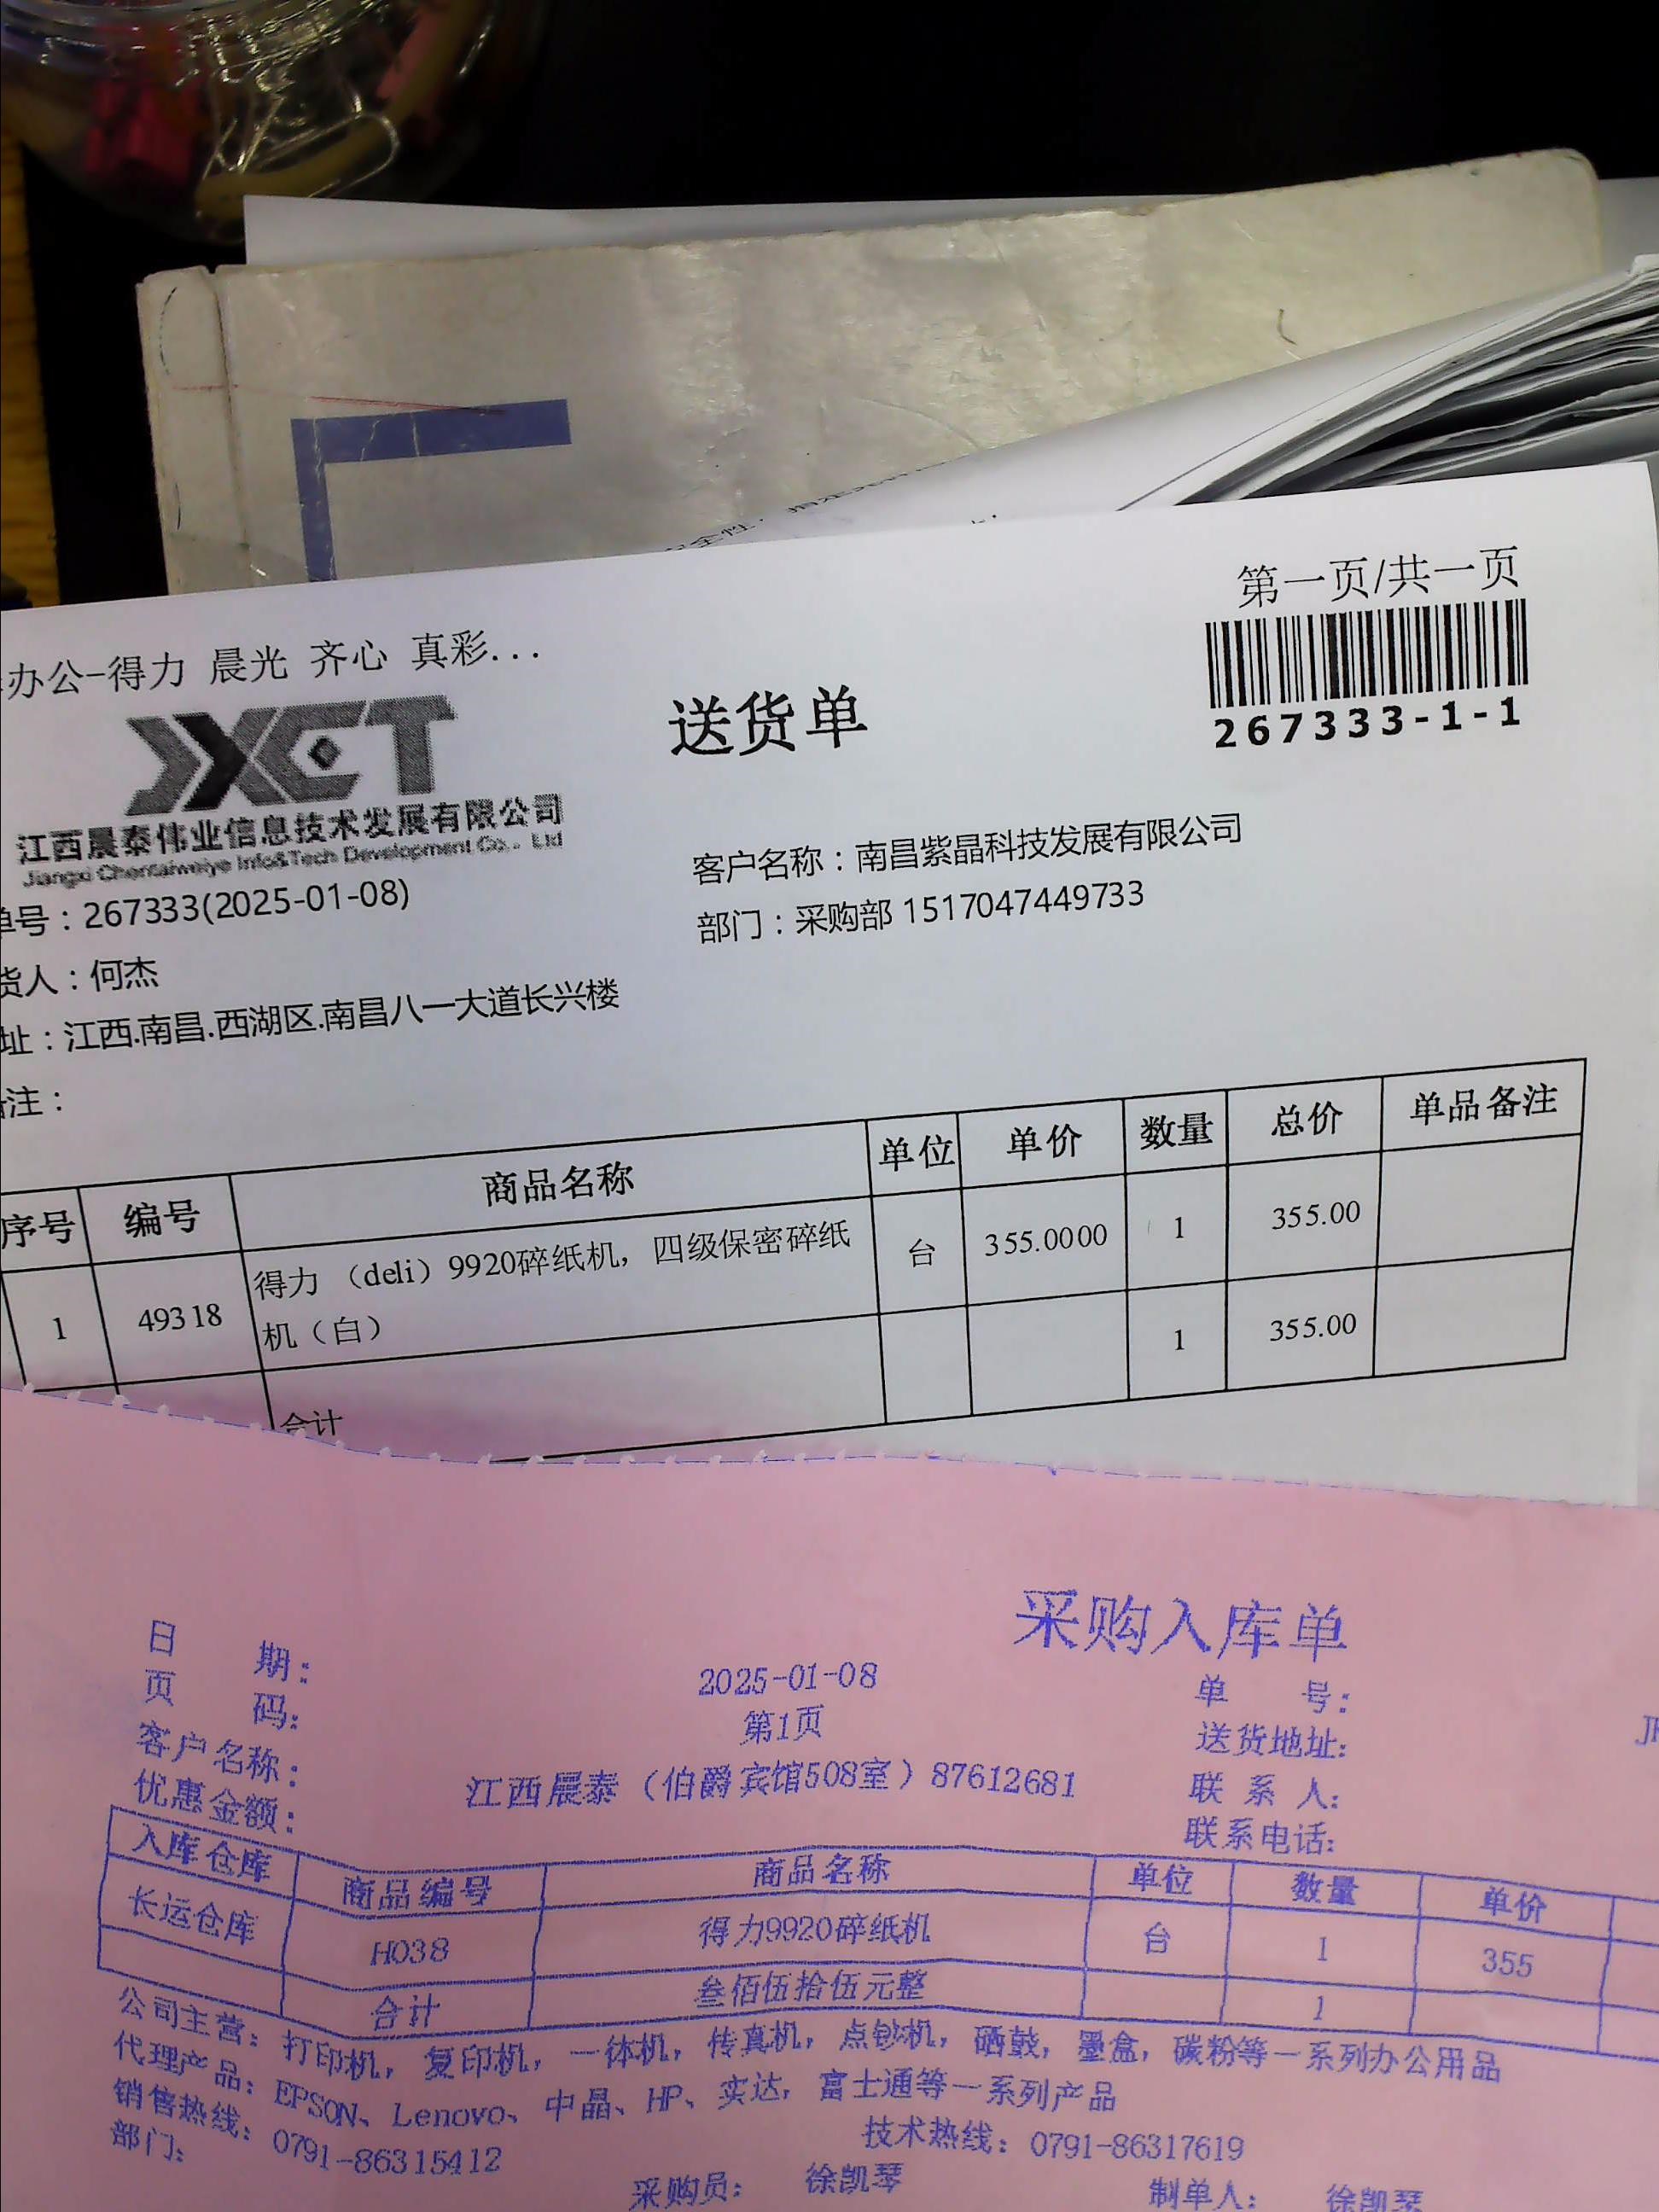 第一页/共一页
办公-得力 晨光 齐心 真彩...
JXCT
送货单
267333-1-1
江西晨泰伟业信息技术发展有限公司
Jiangxi Chentaiweiye Info&Tech Development Co., Ltd
客户名称：南昌紫晶科技发展有限公司
单号：267333(2025-01-08)
部门：采购部 1517047449733
货人：何杰
址：江西.南昌.西湖区.南昌八一大道长兴楼
注：
序号 编号 商品名称 单位 单价 数量 总价 单品备注
1 49318 得力 （deli）9920碎纸机，四级保密碎纸 台 355.0000 1 355.00
机（白）
合计 1 355.00
采购入库单
日 期： 2025-01-08 单 号：
页 码： 第1页 送货地址：
客户名称： 江西晨泰（伯爵宾馆508室）87612681 联 系 人：
优惠金额： 联系电话：
入库仓库 商品编号 商品名称 单位 数量 单价
长运仓库 H038 得力9920碎纸机 台 1 355
合计 叁佰伍拾伍元整 1
公司主营：打印机，复印机，一体机，传真机，点钞机，硒鼓，墨盒，碳粉等一系列办公用品
代理产品：EPSON、Lenovo、中晶、HP、实达，富士通等一系列产品
销售热线：0791-86315412 技术热线：0791-86317619
部门： 采购员： 徐凯琴 制单人： 徐凯琴